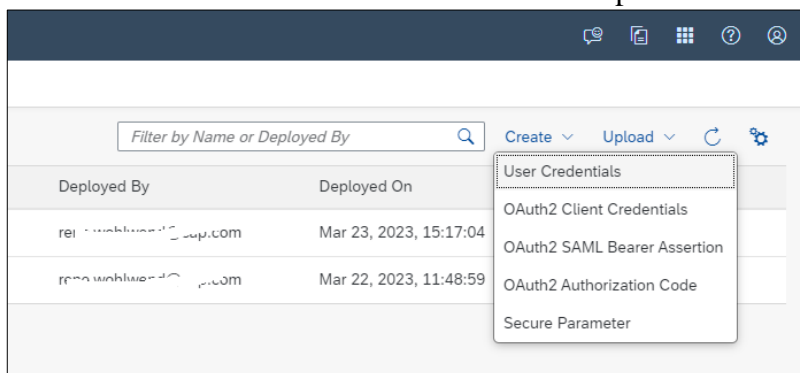 Filter by Name or Deployed By Create Upload
Deployed By Deployed On
Mar 23, 2023, 15:17:04
Mar 22, 2023, 11:48:59
User Credentials
OAuth2 Client Credentials
OAuth2 SAML Bearer Assertion
OAuth2 Authorization Code
Secure Parameter